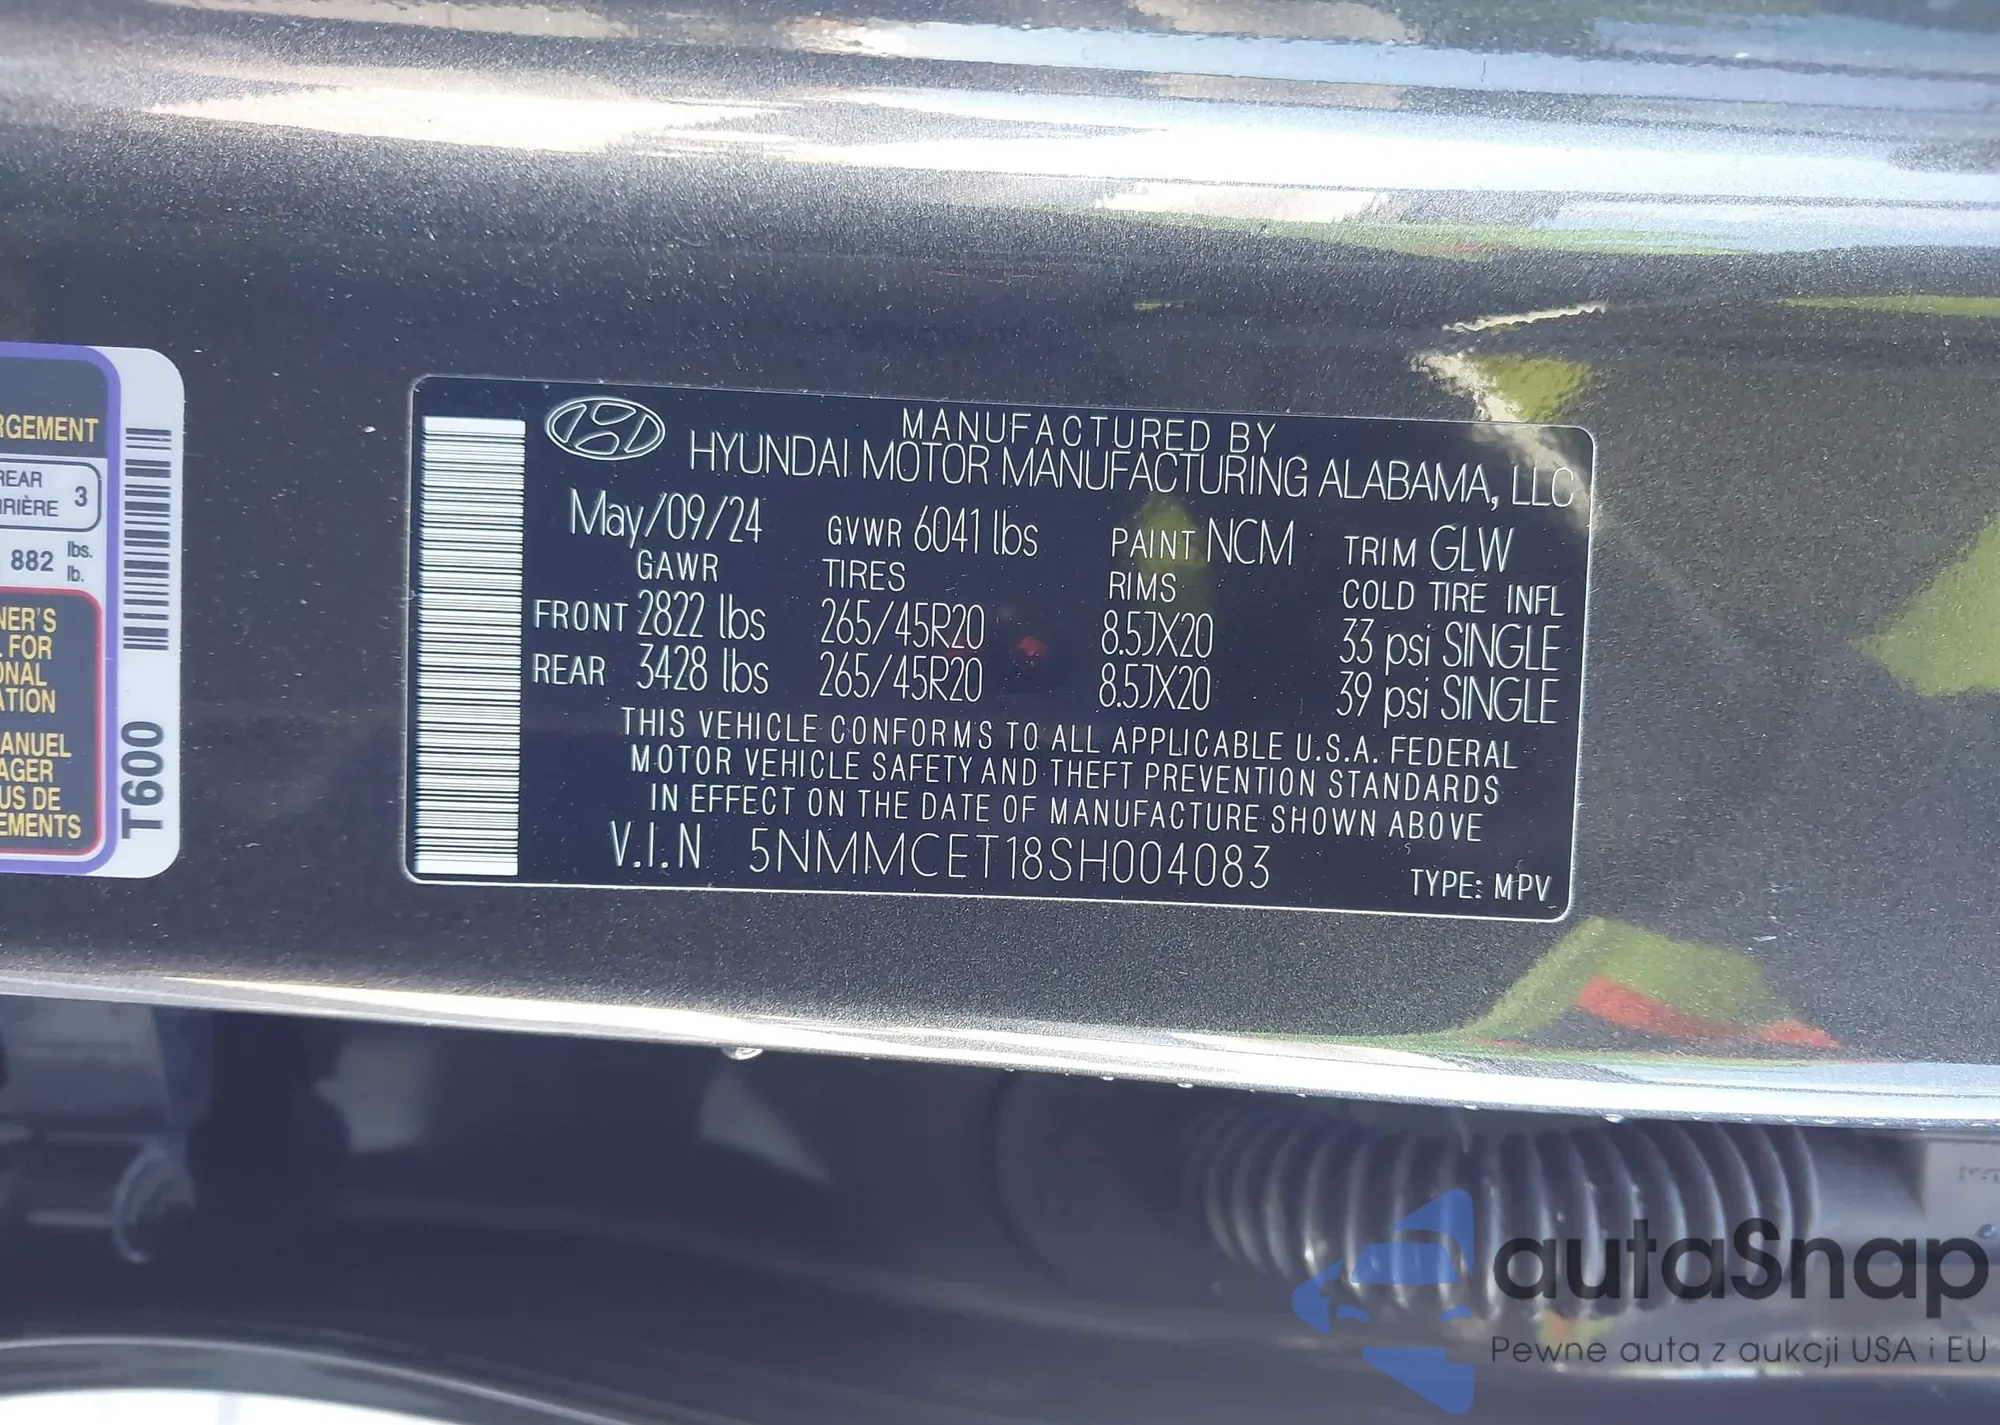 RGEMENT
REAR
RRIÈRE 3
882 lbs.
lb.
NER'S
L FOR
ONAL
ATION
ANUEL
AGER
US DE
EMENTS
T600
MANUFACTURED BY
HYUNDAI MOTOR MANUFACTURING ALABAMA, LLC
May/09/24 GVWR 6041 lbs PAINT NCM TRIM GLW
GAWR TIRES RIMS COLD TIRE INFL
FRONT 2822 lbs 265/45R20 8.5JX20 33 psi SINGLE
REAR 3428 lbs 265/45R20 8.5JX20 39 psi SINGLE
THIS VEHICLE CONFORMS TO ALL APPLICABLE U.S.A. FEDERAL
MOTOR VEHICLE SAFETY AND THEFT PREVENTION STANDARDS
IN EFFECT ON THE DATE OF MANUFACTURE SHOWN ABOVE
V.I.N 5NMMCET18SH004083
TYPE: MPV
autaSnap
Pewne auta z aukcji USA i EU